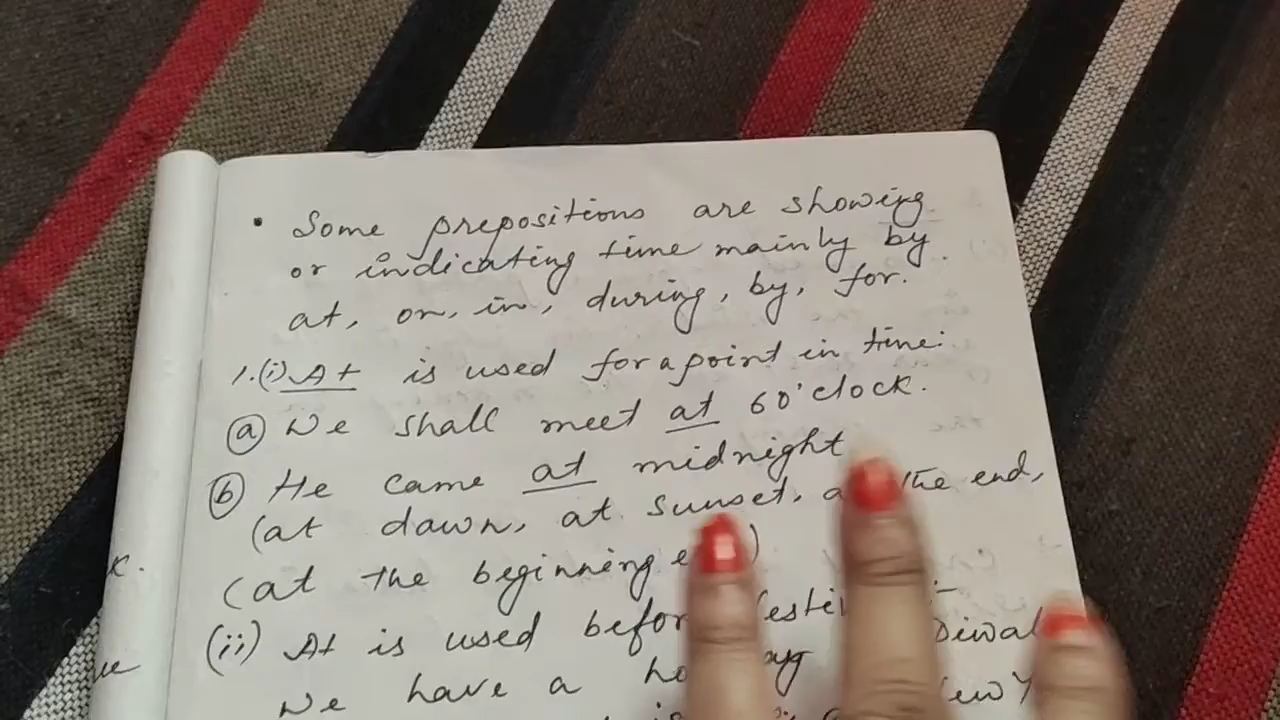 • Some prepositions are showing
or indicating time mainly by
at, on, in, during, by, for.
1.(i) At is used for a point in time:
(a) We shall meet at 6 o'clock.
(b) He came at midnight
(at dawn, at sunset, the end,
(at the beginning )
(ii) At is used
We have a
k.